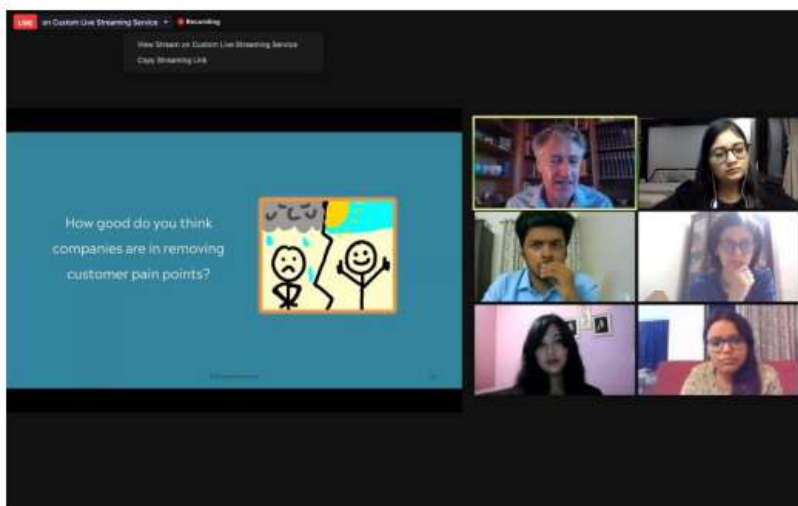 LIVE on Custom Live Streaming Service Recording
View Stream on Custom Live Streaming Service
Copy Streaming Link
How good do you think
companies are in removing
customer pain points?